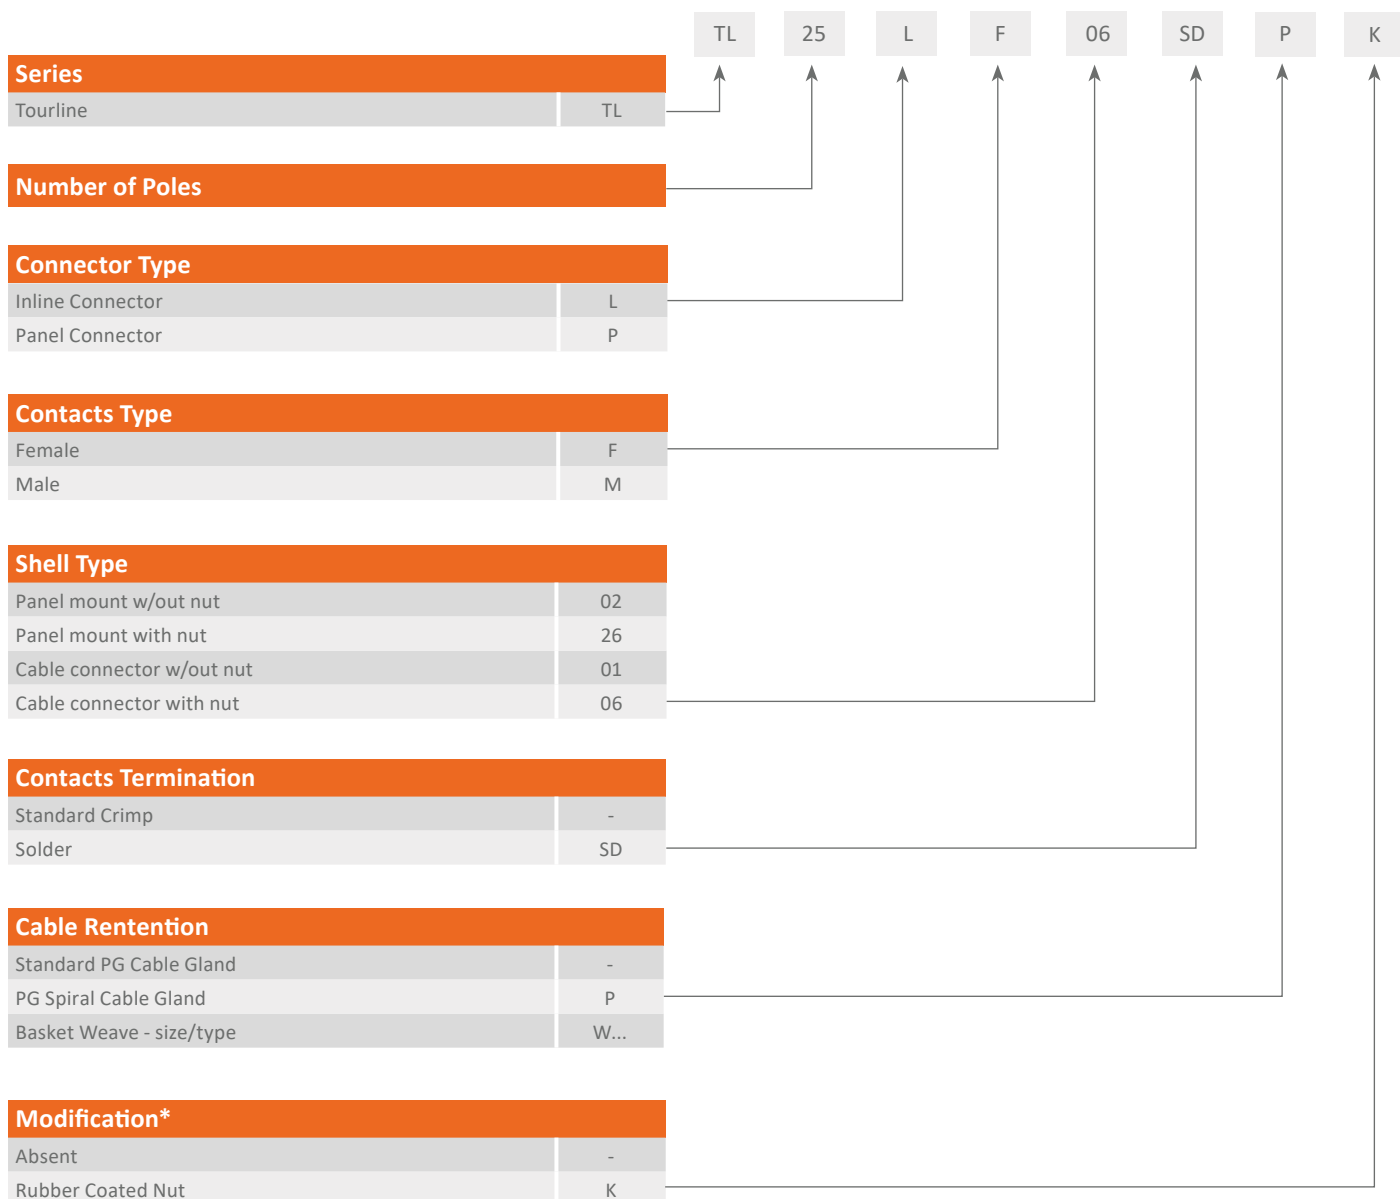 TL 25 L F 06 SD P K
Series
Tourline TL
Number of Poles
Connector Type
Inline Connector L
Panel Connector P
Contacts Type
Female F
Male M
Shell Type
Panel mount w/out nut 02
Panel mount with nut 26
Cable connector w/out nut 01
Cable connector with nut 06
Contacts Termination
Standard Crimp -
Solder SD
Cable Rentention
Standard PG Cable Gland -
PG Spiral Cable Gland P
Basket Weave - size/type W...
Modification*
Absent -
Rubber Coated Nut K